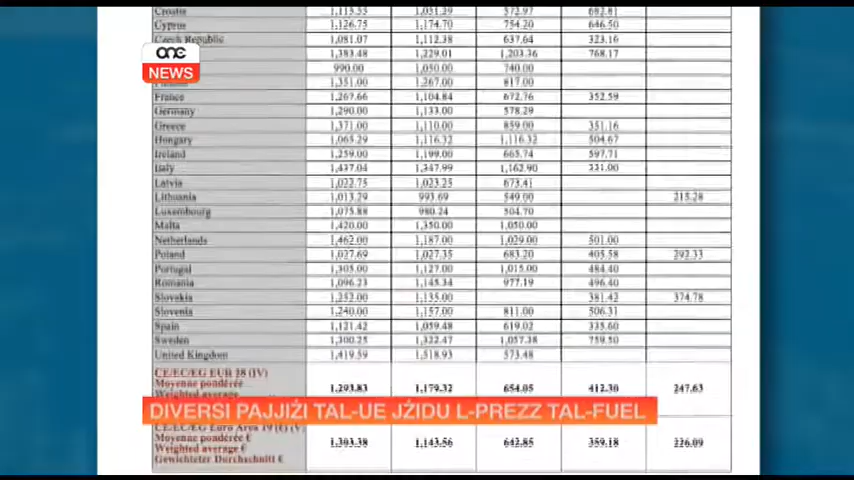 Croatia 1,113.53 1,031.29 572.97 682.81
Cyprus 1,126.75 1,174.70 754.20 646.50
Czech Republic 1,081.07 1,112.38 637.64 323.16
one
NEWS
1,383.48 1,229.01 1,203.36 768.17
990.00 1,050.00 740.00
1,351.00 1,267.00 817.00
France 1,267.66 1,104.84 672.76 352.59
Germany 1,290.00 1,133.00 578.29
Greece 1,371.00 1,110.00 859.00 351.16
Hungary 1,065.29 1,116.32 1,116.32 504.67
Ireland 1,259.00 1,199.00 665.74 597.71
Italy 1,437.04 1,347.99 1,162.90 331.00
Latvia 1,022.75 1,023.25 673.41
Lithuania 1,013.29 993.69 549.00 215.28
Luxembourg 1,075.88 980.24 504.70
Malta 1,420.00 1,350.00 1,050.00
Netherlands 1,462.00 1,187.00 1,029.00 501.00
Poland 1,027.69 1,027.35 683.20 405.58 292.33
Portugal 1,305.00 1,127.00 1,015.00 484.40
Romania 1,096.23 1,145.34 977.19 496.40
Slovakia 1,252.00 1,135.00 381.42 374.78
Slovenia 1,240.00 1,157.00 811.00 506.31
Spain 1,121.42 1,059.48 619.02 335.60
Sweden 1,300.25 1,322.47 1,057.38 759.50
United Kingdom 1,419.59 1,518.93 573.48
CE/EC/EG EUR 28 (IV)
Moyenne pondérée 1,293.83 1,179.32 654.05 412.30 247.63
Weighted average
DIVERSI PAJJIŻI TAL-UE JŻIDU L-PREZZ TAL-FUEL
CE/EC/EG Euro Area 19 (€) (V)
Moyenne pondérée € 1,303.38 1,143.56 642.85 359.18 226.09
Weighted average €
Gewichteter Durchschnitt €